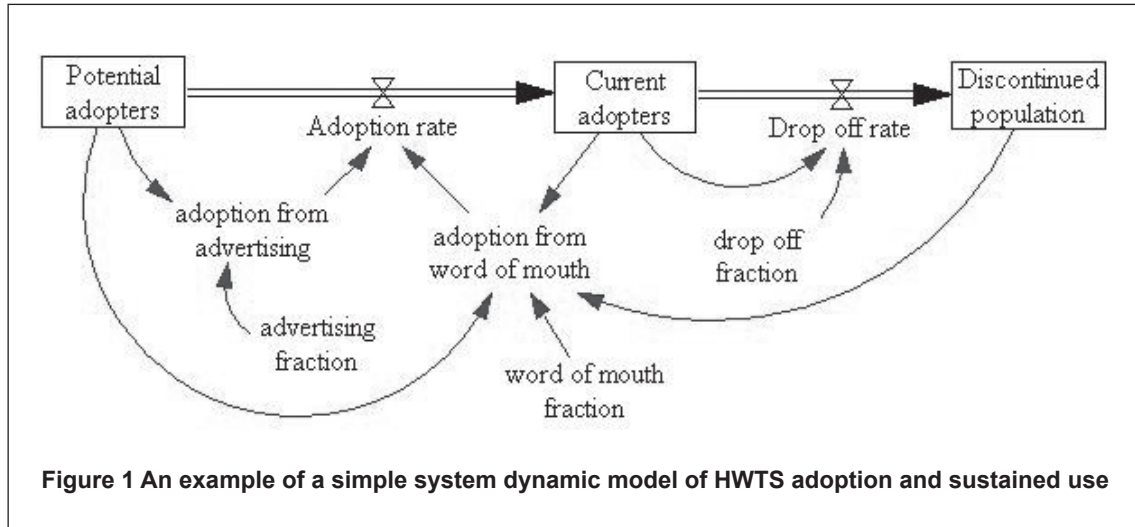 Potential
adopters
Adoption rate
Current
adopters
Drop off rate
Discontinued
population
adoption from
advertising
adoption from
word of mouth
drop off
fraction
advertising
fraction
word of mouth
fraction
Figure 1 An example of a simple system dynamic model of HWTS adoption and sustained use